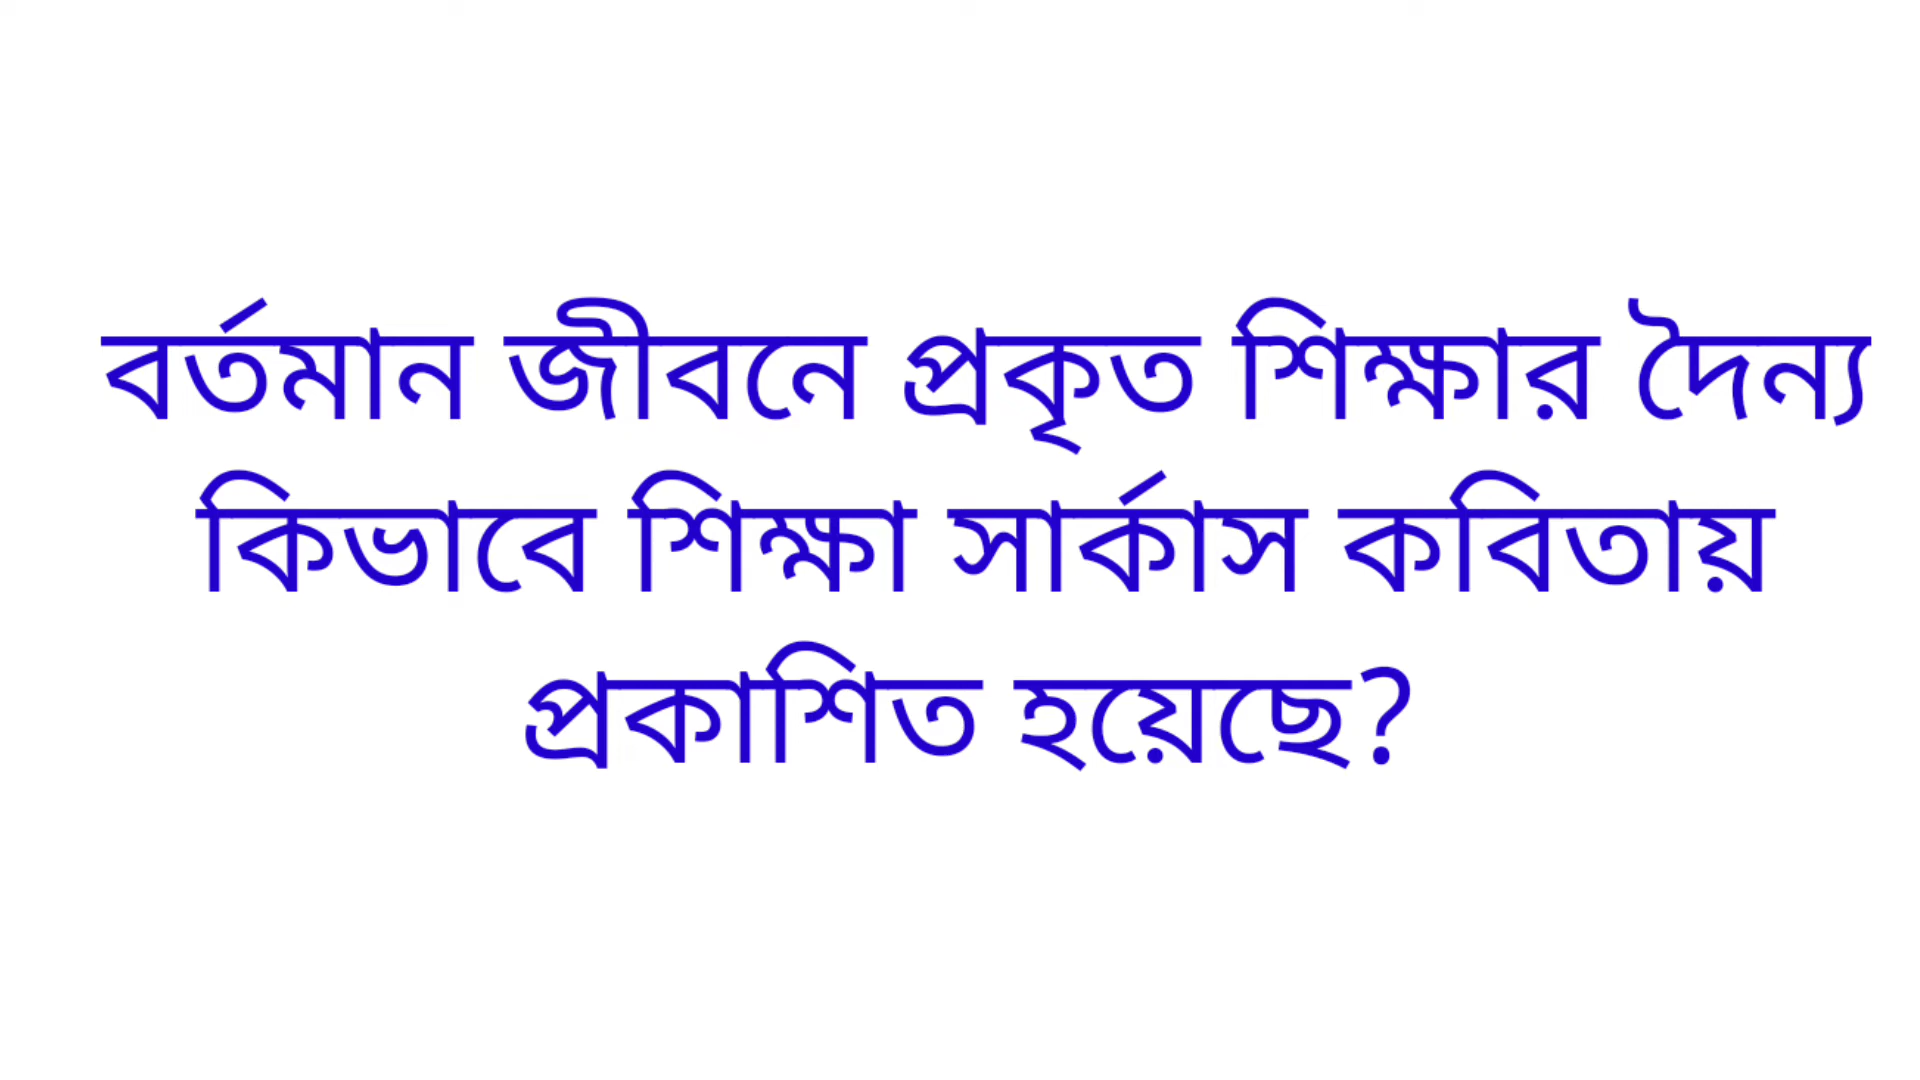 বর্তমান জীবনে প্রকৃত শিক্ষার দৈন্য
কিভাবে শিক্ষা সার্কাস কবিতায়
প্রকাশিত হয়েছে?